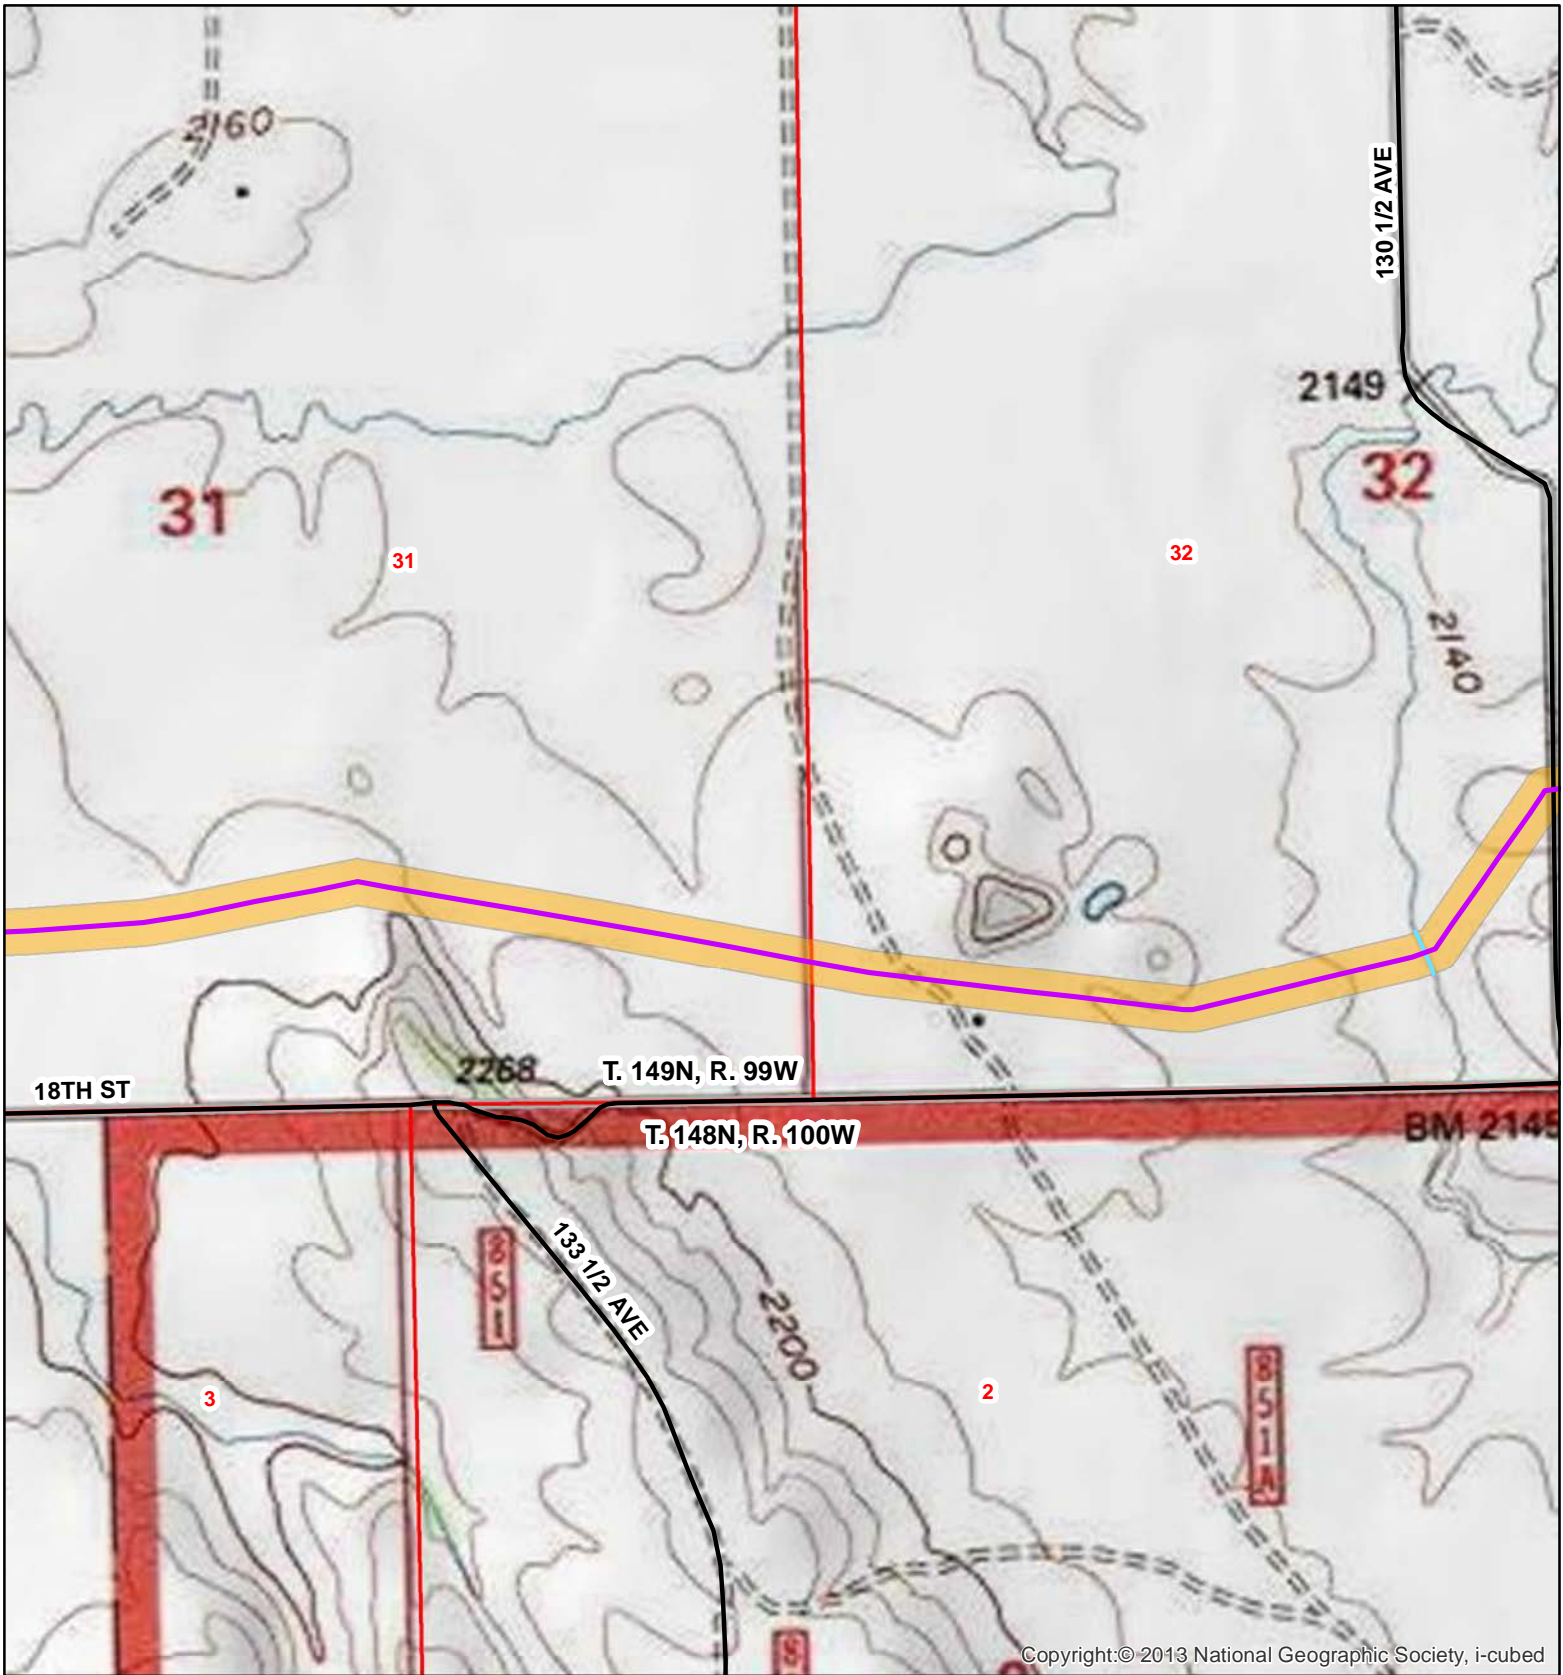 2160
130 1/2 AVE
2149
32
31
32
31
2140
2268
T. 149N, R. 99W
18TH ST
T. 148N, R. 100W
BM 2145
851
133 1/2 AVE
2200
851A
3
2
Copyright:© 2013 National Geographic Society, i-cubed